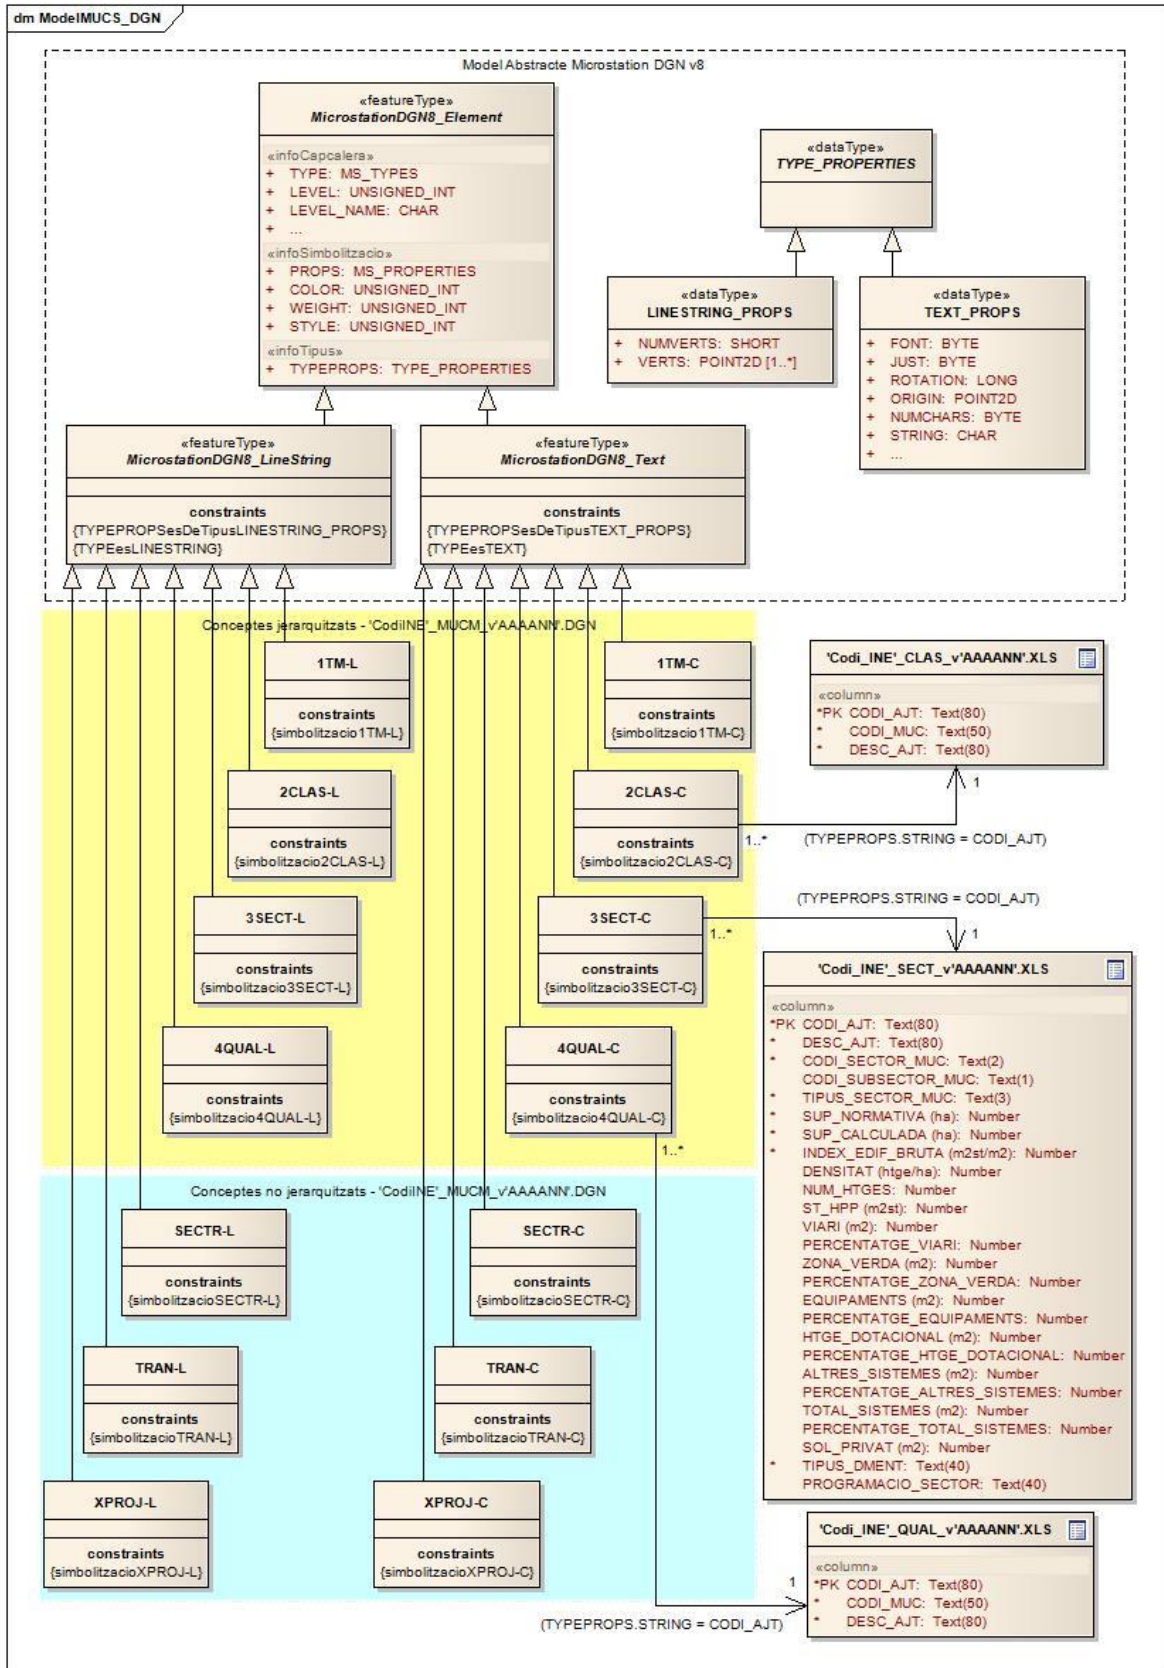 dm ModelMUCS_DGN
Model Abstracte Microstation DGN v8
«featureType»
MicrostationDGN8_Element
«infoCapcalera»
+ TYPE: MS_TYPES
+ LEVEL: UNSIGNED_INT
+ LEVEL_NAME: CHAR
+ ...
«infoSimbolitzacio»
+ PROPS: MS_PROPERTIES
+ COLOR: UNSIGNED_INT
+ WEIGHT: UNSIGNED_INT
+ STYLE: UNSIGNED_INT
«infoTipus»
+ TYPEPROPS: TYPE_PROPERTIES
«dataType»
TYPE_PROPERTIES
«dataType»
LINESTRING_PROPS
+ NUMVERTS: SHORT
+ VERTS: POINT2D [1..*]
«dataType»
TEXT_PROPS
+ FONT: BYTE
+ JUST: BYTE
+ ROTATION: LONG
+ ORIGIN: POINT2D
+ NUMCHARS: BYTE
+ STRING: CHAR
+ ...
«featureType»
MicrostationDGN8_LineString
constraints
{TYPEPROPSesDeTipusLINESTRING_PROPS}
{TYPEesLINESTRING}
«featureType»
MicrostationDGN8_Text
constraints
{TYPEPROPSesDeTipusTEXT_PROPS}
{TYPEesTEXT}
Conceptes jerarquitzats - 'CodiINE'_MUCM_v'AAAANN'.DGN
1TM-L
constraints
{simbolitzacio1TM-L}
1TM-C
constraints
{simbolitzacio1TM-C}
'Codi_INE'_CLAS_v'AAAANN'.XLS
«column»
*PK CODI_AJT: Text(80)
* CODI_MUC: Text(50)
* DESC_AJT: Text(80)
2CLAS-L
constraints
{simbolitzacio2CLAS-L}
2CLAS-C
constraints
{simbolitzacio2CLAS-C}
1
1..*
(TYPEPROPS.STRING = CODI_AJT)
3SECT-L
constraints
{simbolitzacio3SECT-L}
3SECT-C
constraints
{simbolitzacio3SECT-C}
(TYPEPROPS.STRING = CODI_AJT)
1..*
1
'Codi_INE'_SECT_v'AAAANN'.XLS
«column»
*PK CODI_AJT: Text(80)
* DESC_AJT: Text(80)
* CODI_SECTOR_MUC: Text(2)
CODI_SUBSECTOR_MUC: Text(1)
* TIPUS_SECTOR_MUC: Text(3)
* SUP_NORMATIVA (ha): Number
* SUP_CALCULADA (ha): Number
* INDEX_EDIF_BRUTA (m2st/m2): Number
DENSITAT (htge/ha): Number
NUM_HTGES: Number
ST_HPP (m2st): Number
VIARI (m2): Number
PERCENTATGE_VIARI: Number
ZONA_VERDA (m2): Number
PERCENTATGE_ZONA_VERDA: Number
EQUIPAMENTS (m2): Number
PERCENTATGE_EQUIPAMENTS: Number
HTGE_DOTACIONAL (m2): Number
PERCENTATGE_HTGE_DOTACIONAL: Number
ALTRES_SISTEMES (m2): Number
PERCENTATGE_ALTRES_SISTEMES: Number
TOTAL_SISTEMES (m2): Number
PERCENTATGE_TOTAL_SISTEMES: Number
SOL_PRIVAT (m2): Number
* TIPUS_DMENT: Text(40)
PROGRAMACIO_SECTOR: Text(40)
4QUAL-L
constraints
{simbolitzacio4QUAL-L}
4QUAL-C
constraints
{simbolitzacio4QUAL-C}
1..*
Conceptes no jerarquitzats - 'CodiINE'_MUCM_v'AAAANN'.DGN
SECTR-L
constraints
{simbolitzacioSECTR-L}
SECTR-C
constraints
{simbolitzacioSECTR-C}
TRAN-L
constraints
{simbolitzacioTRAN-L}
TRAN-C
constraints
{simbolitzacioTRAN-C}
XPROJ-L
constraints
{simbolitzacioXPROJ-L}
XPROJ-C
constraints
{simbolitzacioXPROJ-C}
'Codi_INE'_QUAL_v'AAAANN'.XLS
«column»
*PK CODI_AJT: Text(80)
* CODI_MUC: Text(50)
* DESC_AJT: Text(80)
1
(TYPEPROPS.STRING = CODI_AJT)